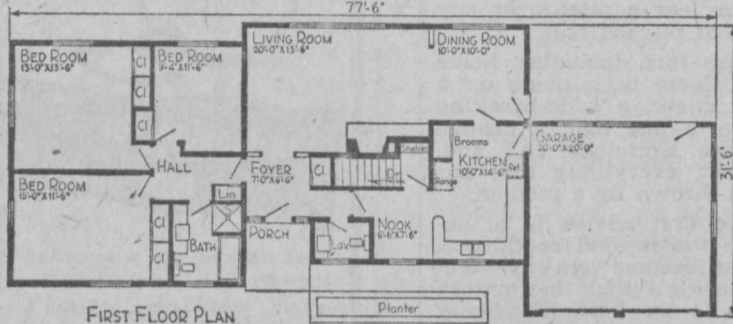 77'-6"
BED ROOM
13'-0"X13'-6"
Cl
Cl
Cl
BED ROOM
9'-4"X11'-6"
LIVING ROOM
20'-0"X13'-6"
DINING ROOM
10'-0"X10'-0"
31'-6"
HALL
FOYER
7'-0"X6'-6"
Cl
Shelves
Dn
Brooms
KITCHEN
10'-0"X14'-6"
Range
Ref.
GARAGE
20'-0"X20'-0"
BED ROOM
15'-0"X11'-6"
Cl
Cl
Lin
BATH
PORCH
Lav
NOOK
6'-6"X7'-6"
Planter
FIRST FLOOR PLAN